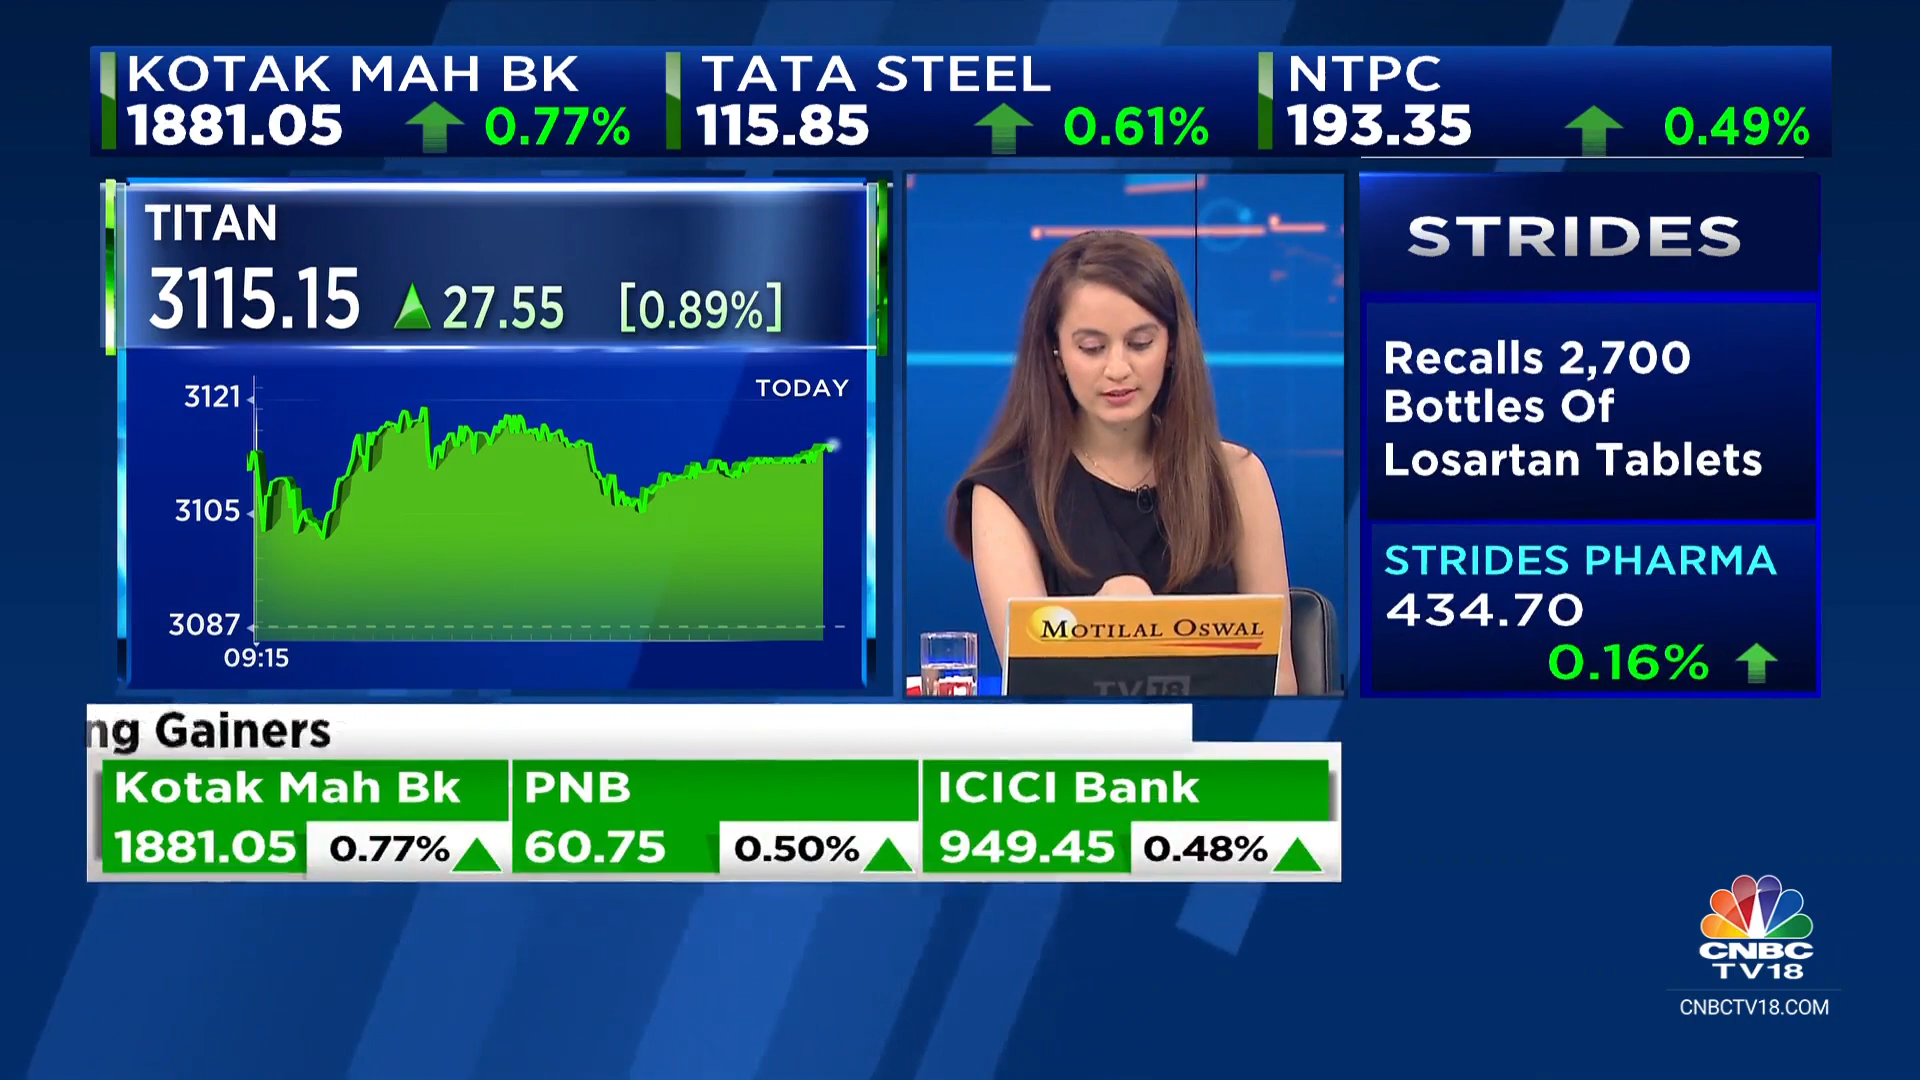 KOTAK MAH BK
1881.05 0.77%
TATA STEEL
115.85 0.61%
NTPC
193.35 0.49%
TITAN
3115.15 27.55 [0.89%]
TODAY
3121
3105
3087
09:15
MOTILAL OSWAL
TV18
STRIDES
Recalls 2,700
Bottles Of
Losartan Tablets
STRIDES PHARMA
434.70
0.16%
ng Gainers
Kotak Mah Bk
1881.05 0.77%
PNB
60.75 0.50%
ICICI Bank
949.45 0.48%
CNBC
TV18
CNBCTV18.COM